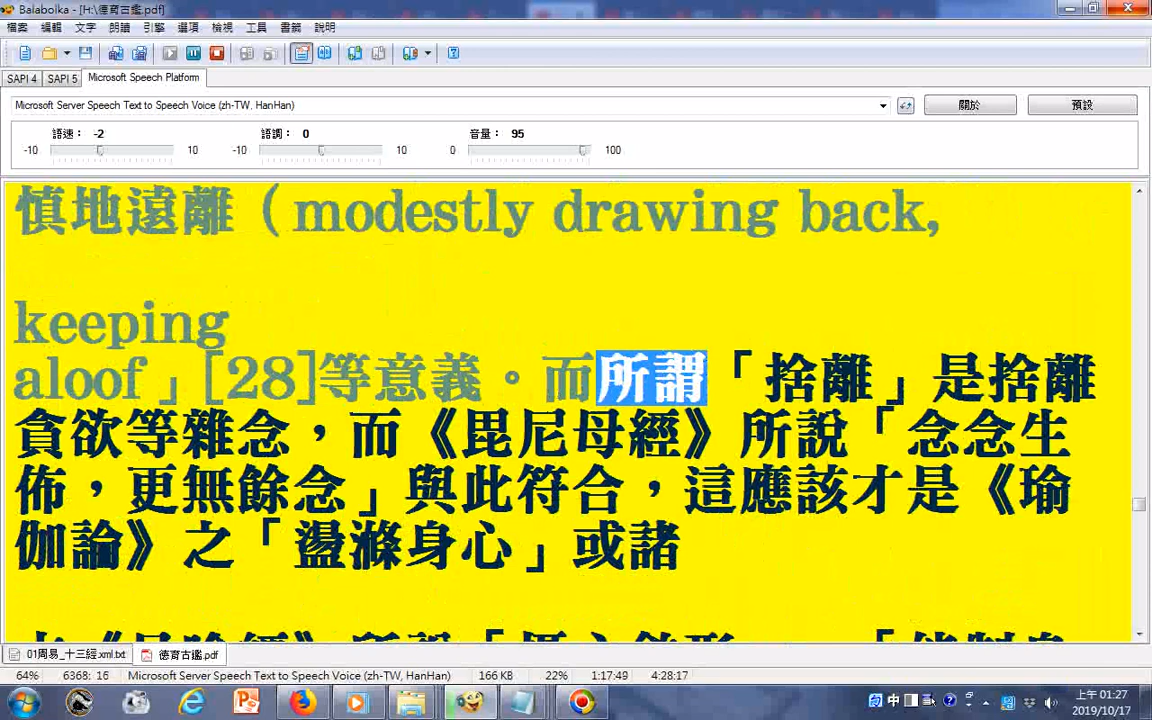 Balabolka - [H:\德育古鑑.pdf]
檔案 編輯 文字 朗讀 引擎 選項 檢視 工具 書籤 說明
SAPI 4 SAPI 5 Microsoft Speech Platform
Microsoft Server Speech Text to Speech Voice (zh-TW, HanHan) 關於 預設
語速： -2 語調： 0 音量： 95
-10 10 -10 10 0 100
慎地遠離（modestly drawing back,
keeping
aloof」[28]等意義。而所謂「捨離」是捨離
貪欲等雜念，而《毘尼母經》所說「念念生
怖，更無餘念」與此符合，這應該才是《瑜
伽論》之「盪滌身心」或諸
01周易_十三經.xml.txt 德育古鑑.pdf
64% 6368: 16 Microsoft Server Speech Text to Speech Voice (zh-TW, HanHan) 166 KB 22% 1:17:49 4:28:17
中 上午 01:27
2019/10/17